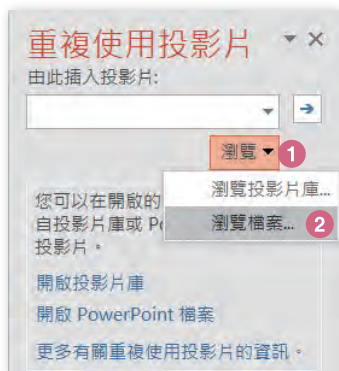 重複使用投影片
由此插入投影片:
瀏覽 1
瀏覽投影片庫...
瀏覽檔案... 2
您可以在開啟的
自投影片庫或 P
投影片。
開啟投影片庫
開啟 PowerPoint 檔案
更多有關重複使用投影片的資訊。